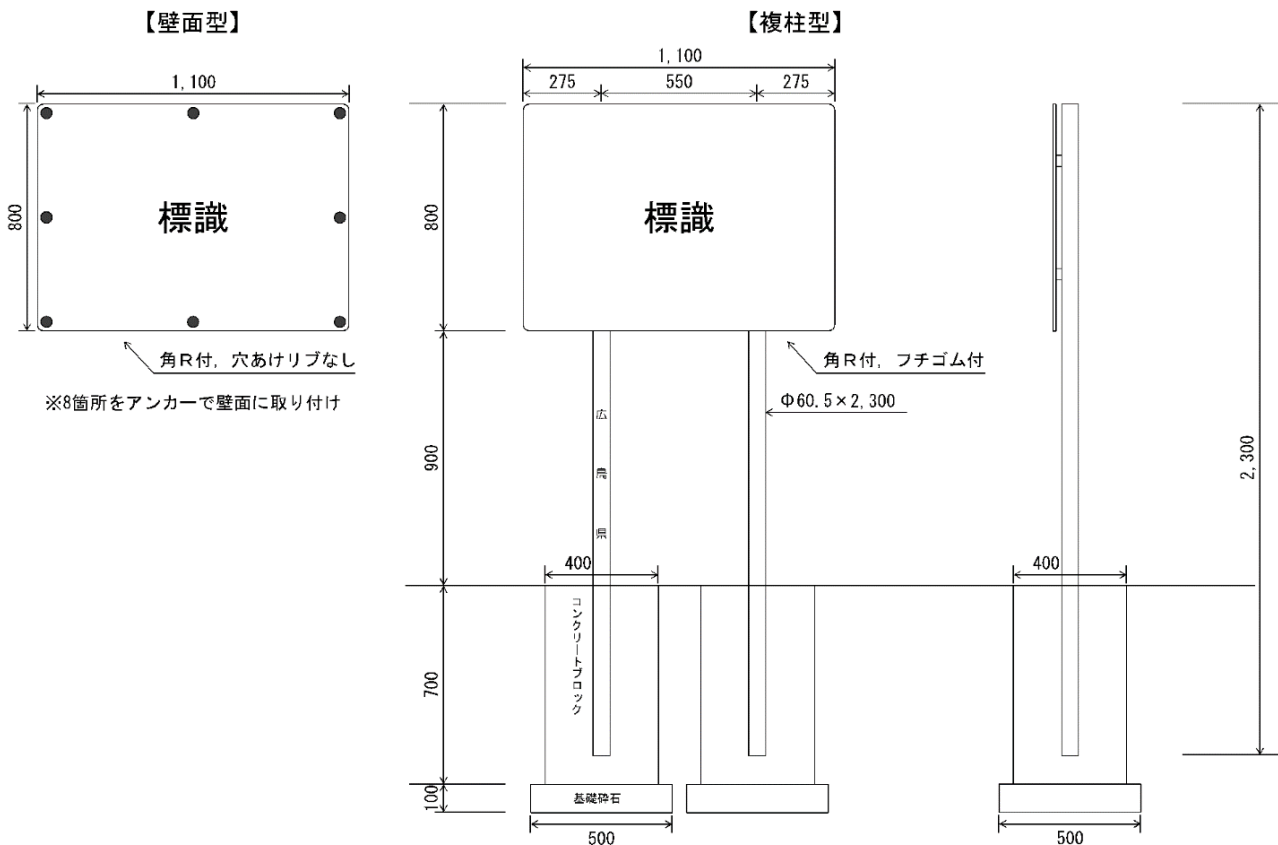 【壁面型】
1,100
800
標識
角R付，穴あけリブなし
※8箇所をアンカーで壁面に取り付け
【複柱型】
1,100
275
550
275
800
標識
角R付，フチゴム付
Φ60.5×2,300
900
広島県
2,300
400
400
コンクリートブロック
700
100
基礎砕石
500
500